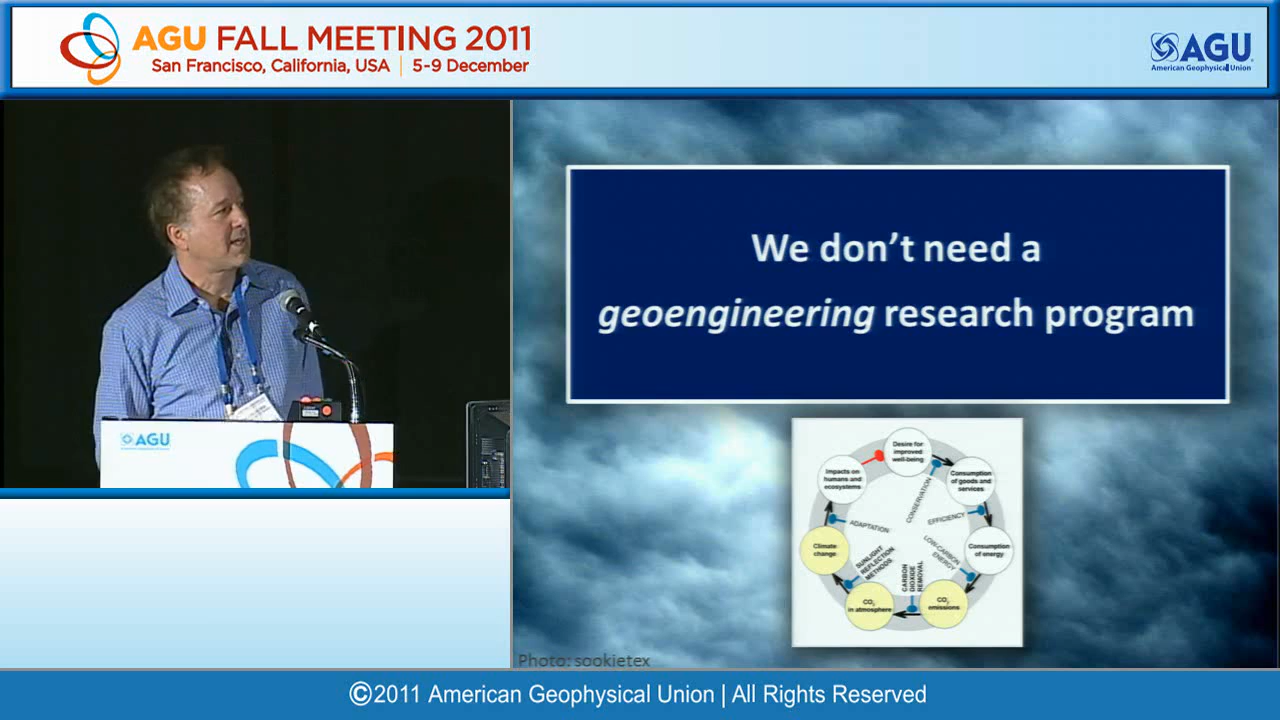 AGU FALL MEETING 2011
San Francisco, California, USA | 5-9 December
AGU
American Geophysical Union
AGU
We don't need a
geoengineering research program
Desire for
improved
well-being
Consumption
of goods and
services
Consumption
of energy
CO2
emissions
CO2
in atmosphere
Climate
change
Impacts on
humans and
ecosystems
CONSERVATION
EFFICIENCY
LOW-CARBON
ENERGY
CARBON
DIOXIDE
REMOVAL
SUNLIGHT
REFLECTION
METHODS
ADAPTATION
Photo: sookietex
©2011 American Geophysical Union | All Rights Reserved